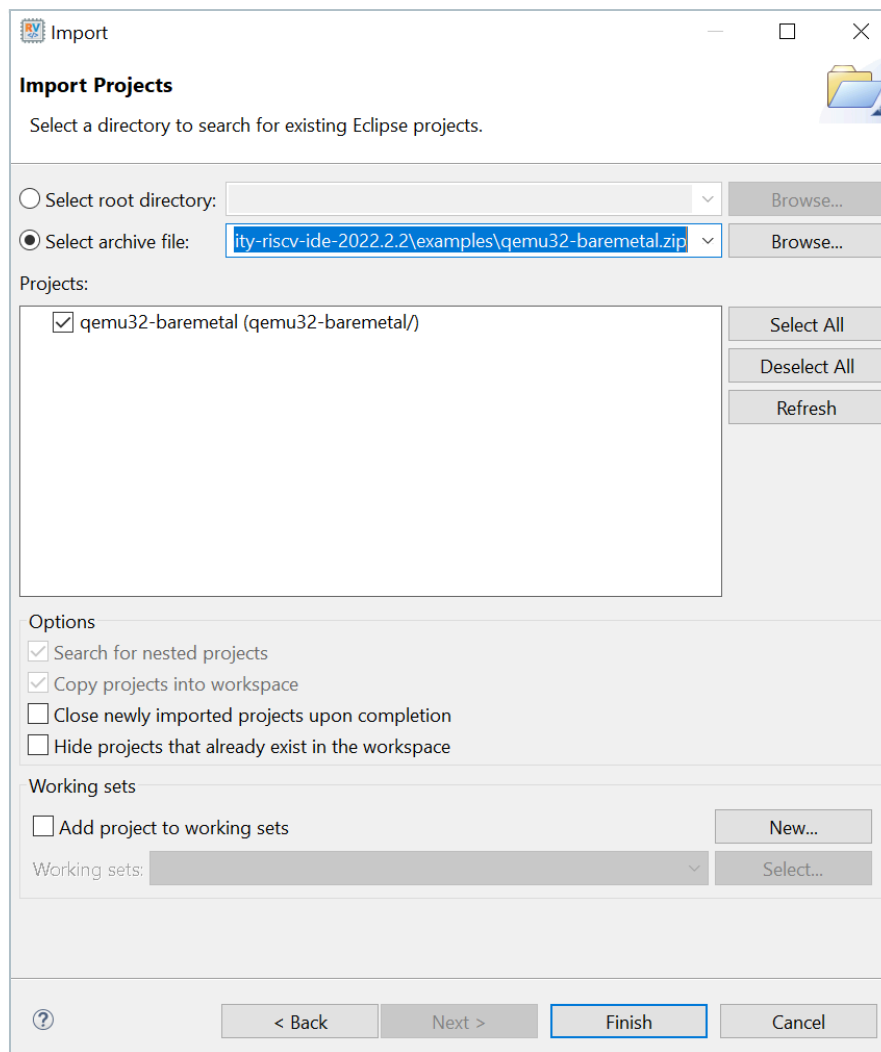 RV
Import
Import Projects
Select a directory to search for existing Eclipse projects.
Select root directory:
Browse...
Select archive file:
ity-riscv-ide-2022.2.2\examples\qemu32-baremetal.zip
Browse...
Projects:
qemu32-baremetal (qemu32-baremetal/)
Select All
Deselect All
Refresh
Options
Search for nested projects
Copy projects into workspace
Close newly imported projects upon completion
Hide projects that already exist in the workspace
Working sets
Add project to working sets
New...
Working sets:
Select...
?
< Back
Next >
Finish
Cancel